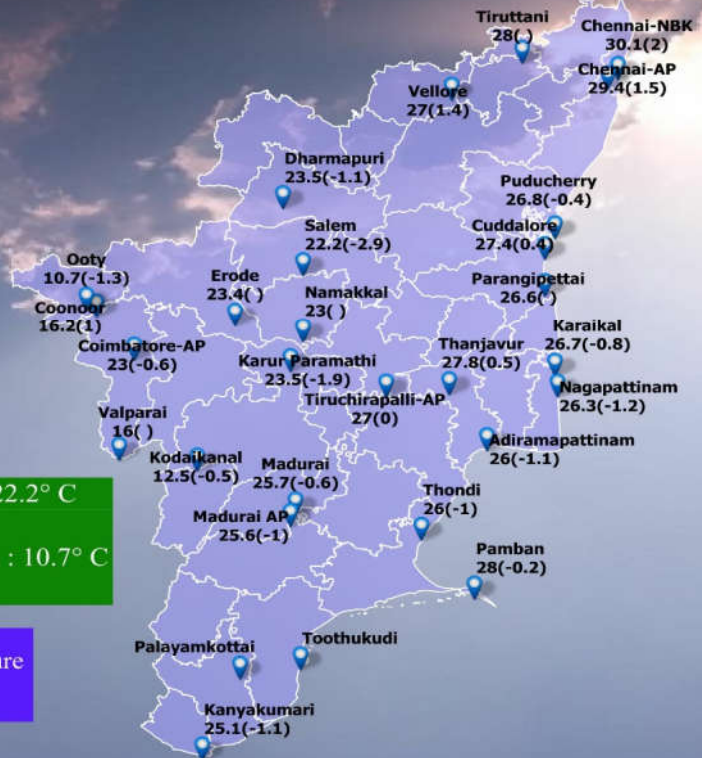 Tiruttani
28( )
Chennai-NBK
30.1(2)
Chennai-AP
29.4(1.5)
Vellore
27(1.4)
Dharmapuri
23.5(-1.1)
Puducherry
26.8(-0.4)
Salem
22.2(-2.9)
Cuddalore
27.4(0.4)
Ooty
10.7(-1.3)
Erode
23.4( )
Namakkal
23( )
Parangipettai
26.6( )
Coonoor
16.2(1)
Coimbatore-AP
23(-0.6)
Karur Paramathi
23.5(-1.9)
Thanjavur
27.8(0.5)
Karaikal
26.7(-0.8)
Tiruchirapalli-AP
27(0)
Nagapattinam
26.3(-1.2)
Valparai
16( )
Kodaikanal
12.5(-0.5)
Madurai
25.7(-0.6)
Adiramapattinam
26(-1.1)
Madurai AP
25.6(-1)
Thondi
26(-1)
22.2° C
: 10.7° C
Pamban
28(-0.2)
Palayamkottai
Toothukudi
ure
Kanyakumari
25.1(-1.1)